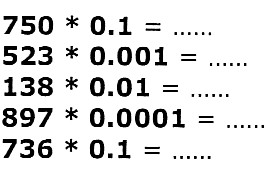 750 * 0.1 = ......
523 * 0.001 = ......
138 * 0.01 = ......
897 * 0.0001 = ......
736 * 0.1 = ......